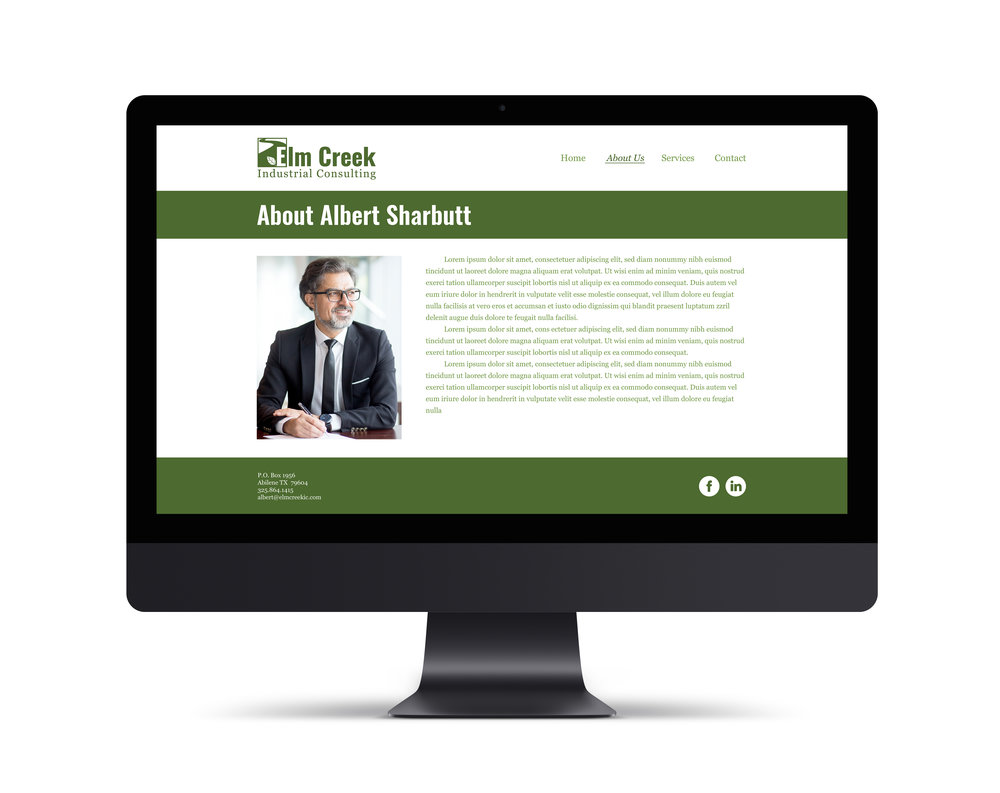 Elm Creek
Industrial Consulting
Home About Us Services Contact
About Albert Sharbutt
Lorem ipsum dolor sit amet, consectetuer adipiscing elit, sed diam nonummy nibh euismod
tincidunt ut laoreet dolore magna aliquam erat volutpat. Ut wisi enim ad minim veniam, quis nostrud
exerci tation ullamcorper suscipit lobortis nisl ut aliquip ex ea commodo consequat. Duis autem vel
eum iriure dolor in hendrerit in vulputate velit esse molestie consequat, vel illum dolore eu feugiat
nulla facilisis at vero eros et accumsan et iusto odio dignissim qui blandit praesent luptatum zzril
delenit augue duis dolore te feugait nulla facilisi.
Lorem ipsum dolor sit amet, cons ectetuer adipiscing elit, sed diam nonummy nibh euismod
tincidunt ut laoreet dolore magna aliquam erat volutpat. Ut wisi enim ad minim veniam, quis nostrud
exerci tation ullamcorper suscipit lobortis nisl ut aliquip ex ea commodo consequat.
Lorem ipsum dolor sit amet, consectetuer adipiscing elit, sed diam nonummy nibh euismod
tincidunt ut laoreet dolore magna aliquam erat volutpat. Ut wisi enim ad minim veniam, quis nostrud
exerci tation ullamcorper suscipit lobortis nisl ut aliquip ex ea commodo consequat. Duis autem vel
eum iriure dolor in hendrerit in vulputate velit esse molestie consequat, vel illum dolore eu feugiat
nulla
P.O. Box 1956
Abilene TX 79604
325.864.1415
albert@elmcreekic.com
f in